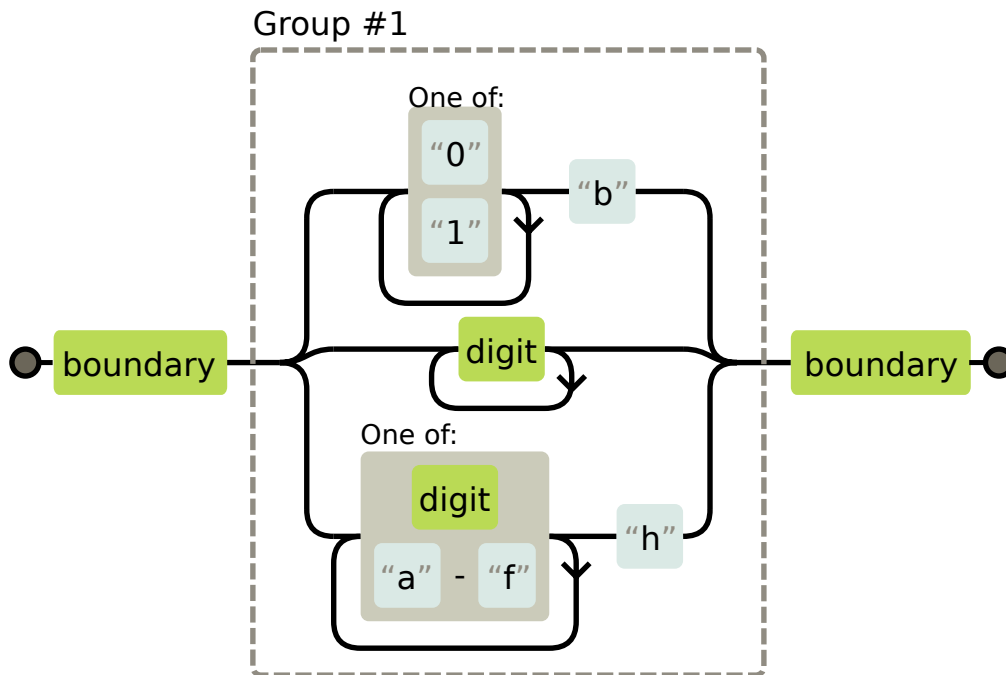 Group #1
One of:
“0”
“b”
“1”
boundary
digit
boundary
One of:
digit
“h”
“a” - “f”